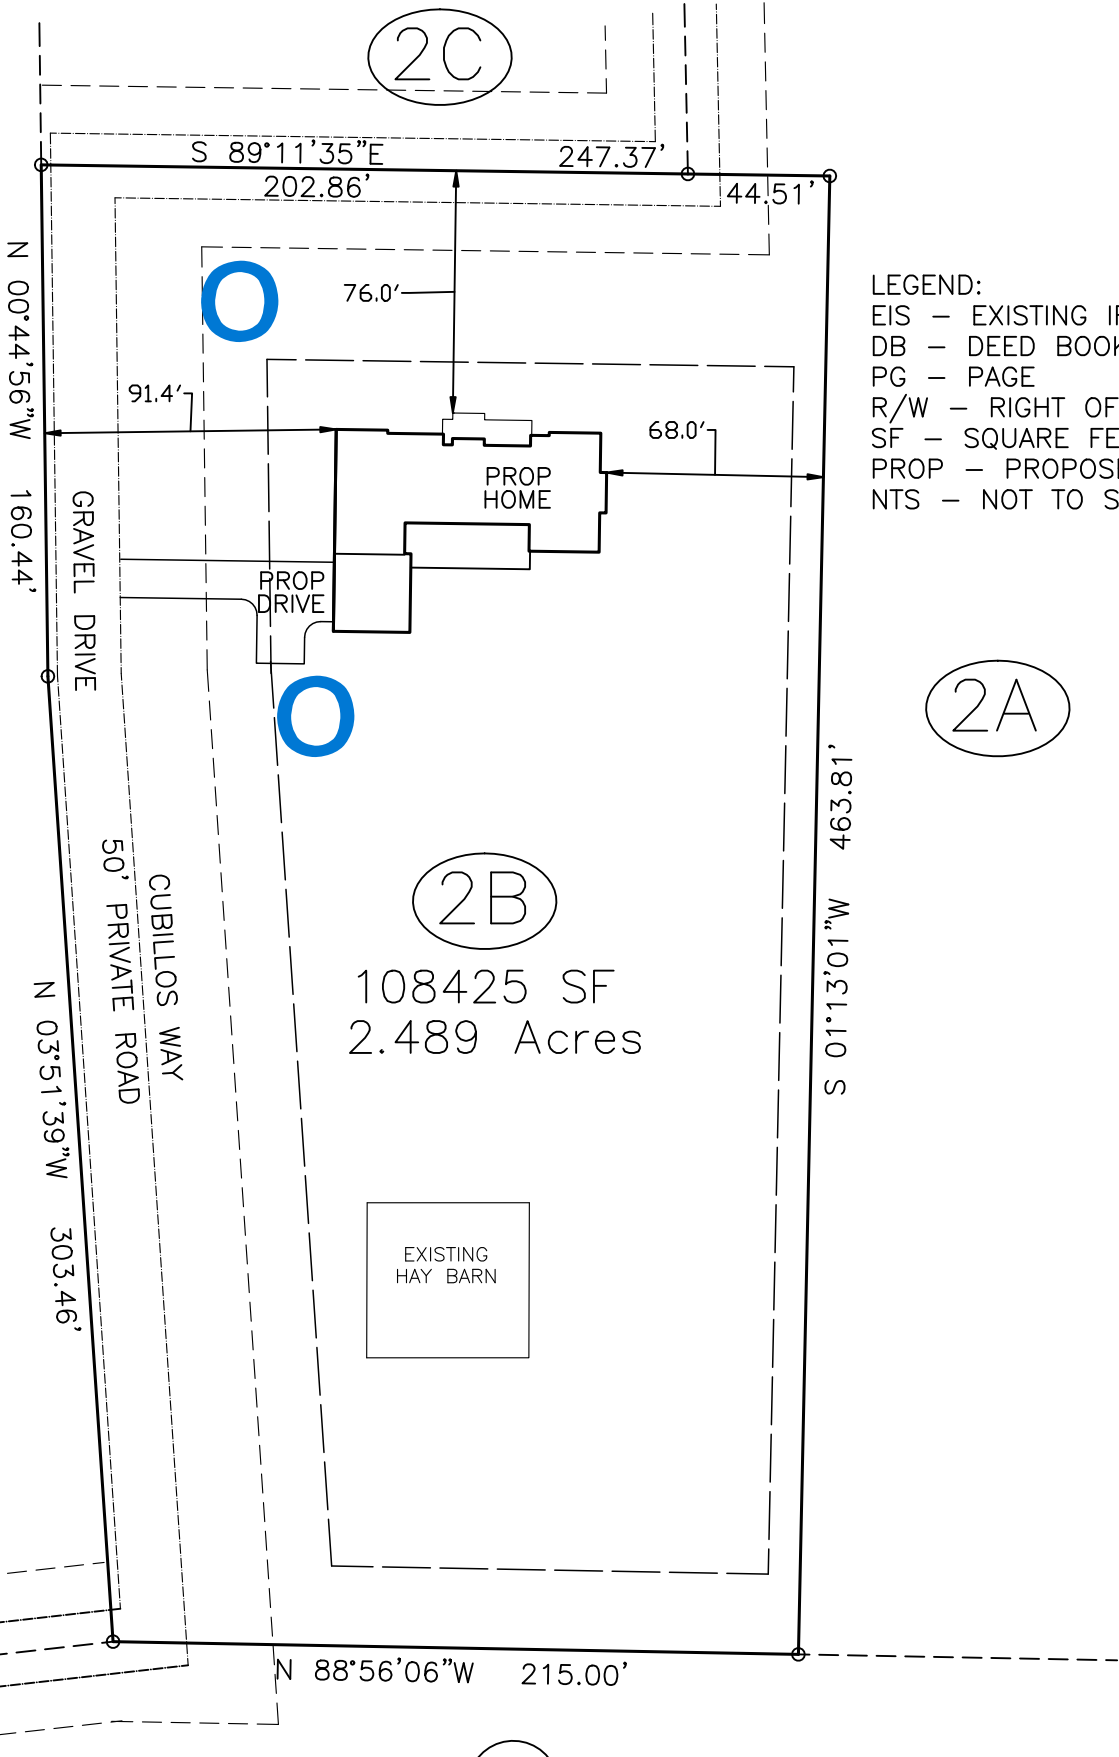 2C
S 89°11'35"E 247.37'
202.86'
44.51'
N 00°44'56"W 160.44'
76.0'
91.4'
68.0'
LEGEND:
EIS – EXISTING
DB – DEED BOOK
PG – PAGE
R/W – RIGHT OF
SF – SQUARE
PROP –
NTS – NOT TO
PROP
HOME
GRAVEL DRIVE
PROP
DRIVE
O
O
2A
S 01°13'01"W 463.81'
2B
108425 SF
2.489 Acres
CUBILLOS WAY
50' PRIVATE ROAD
N 03°51'39"W 303.46'
EXISTING
HAY BARN
N 88°56'06"W 215.00'